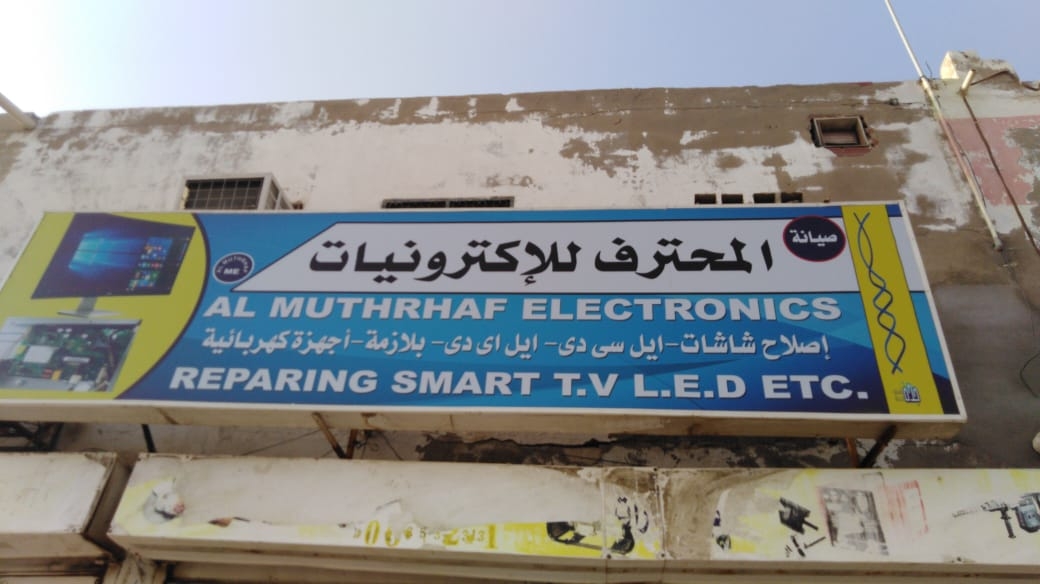 صيانة
المحترف للإكترونيات
ME
AL MUTHRHAF ELECTRONICS
إصلاح شاشات - ايل سى دى - ايل اى دى - بلازمة - أجهزة كهربائية
REPARING SMART T.V L.E.D ETC.